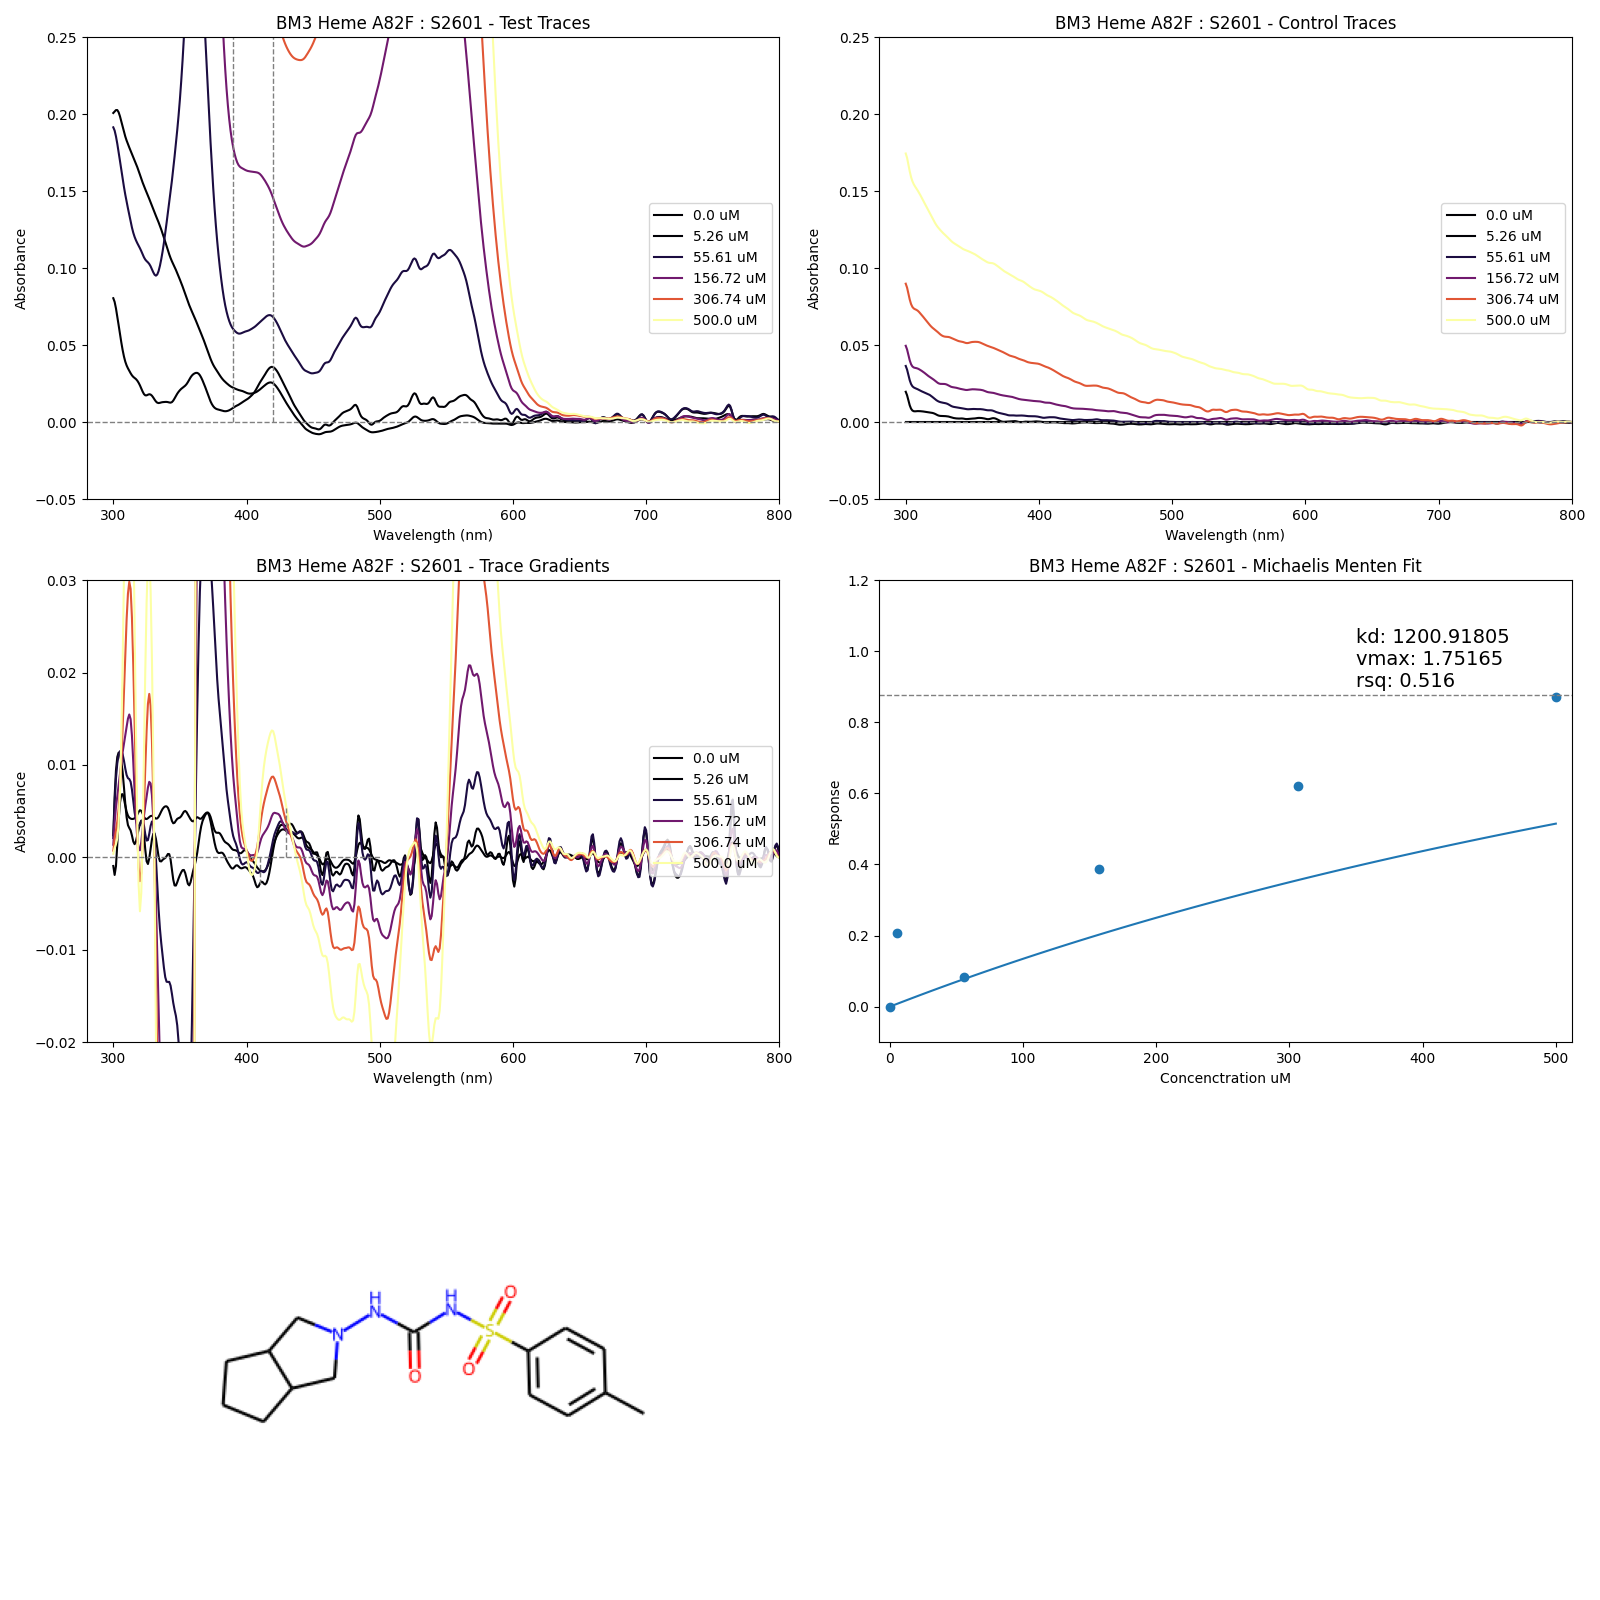 BM3 Heme A82F : S2601 - Test Traces
0.25
0.20
0.15
0.10
0.05
0.00
−0.05
Absorbance
300 400 500 600 700 800
Wavelength (nm)
0.0 uM
5.26 uM
55.61 uM
156.72 uM
306.74 uM
500.0 uM
BM3 Heme A82F : S2601 - Control Traces
0.25
0.20
0.15
0.10
0.05
0.00
−0.05
Absorbance
300 400 500 600 700 800
Wavelength (nm)
0.0 uM
5.26 uM
55.61 uM
156.72 uM
306.74 uM
500.0 uM
BM3 Heme A82F : S2601 - Trace Gradients
0.03
0.02
0.01
0.00
−0.01
−0.02
Absorbance
300 400 500 600 700 800
Wavelength (nm)
0.0 uM
5.26 uM
55.61 uM
156.72 uM
306.74 uM
500.0 uM
BM3 Heme A82F : S2601 - Michaelis Menten Fit
1.2
1.0
0.8
0.6
0.4
0.2
0.0
Response
kd: 1200.91805
vmax: 1.75165
rsq: 0.516
0 100 200 300 400 500
Concenctration uM
H
N
N
O
H
N
S
O
O